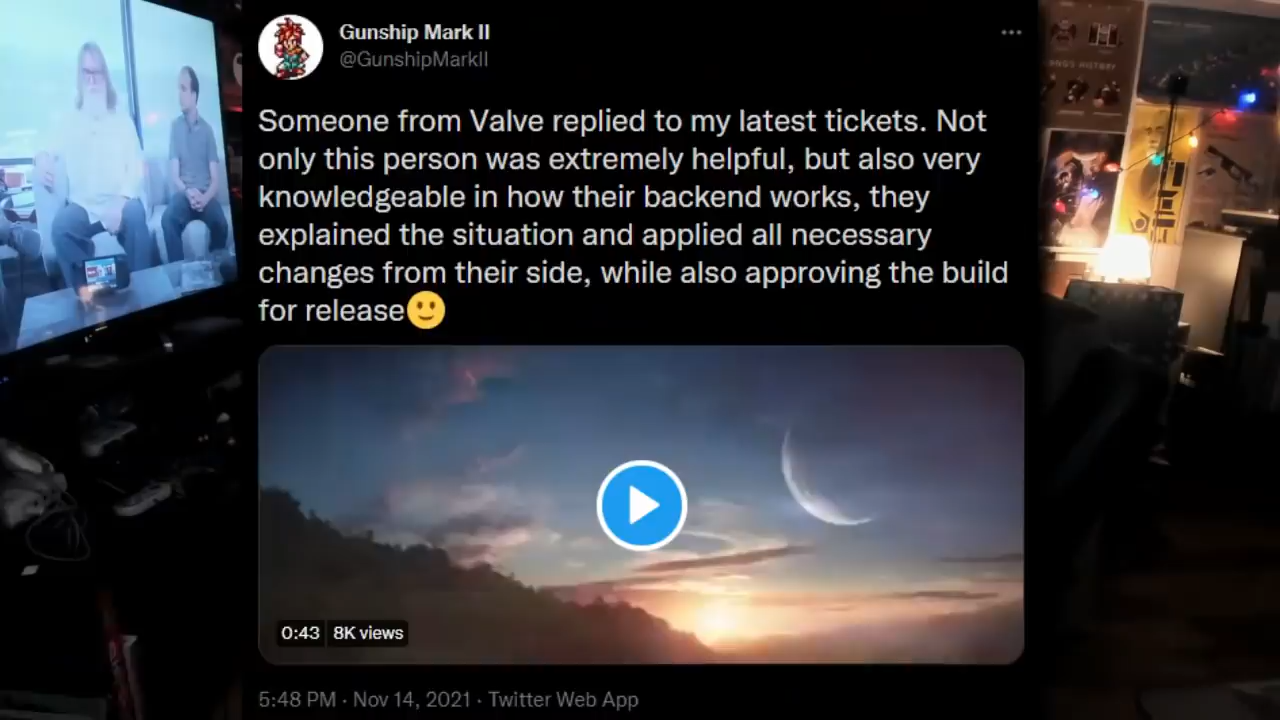 Gunship Mark II
@GunshipMarkII
Someone from Valve replied to my latest tickets. Not
only this person was extremely helpful, but also very
knowledgeable in how their backend works, they
explained the situation and applied all necessary
changes from their side, while also approving the build
for release🙂
0:43 8K views
5:48 PM · Nov 14, 2021 · Twitter Web App
HISTORY